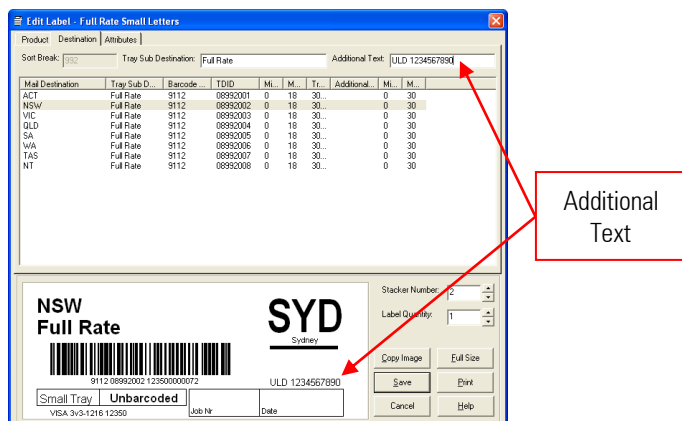 Edit Label - Full Rate Small Letters
Product Destination Attributes
Sort Break: 992 Tray Sub Destination: Full Rate Additional Text: ULD 1234567890
Mail Destination Tray Sub D... Barcode ... TDID Mi... M... Tr... Additional... Mi... M...
ACT Full Rate 9112 08992001 0 18 30... 0 30
NSW Full Rate 9112 08992002 0 18 30... 0 30
VIC Full Rate 9112 08992003 0 18 30... 0 30
QLD Full Rate 9112 08992004 0 18 30... 0 30
SA Full Rate 9112 08992005 0 18 30... 0 30
WA Full Rate 9112 08992006 0 18 30... 0 30
TAS Full Rate 9112 08992007 0 18 30... 0 30
NT Full Rate 9112 08992008 0 18 30... 0 30
Additional
Text
NSW
Full Rate
SYD
Sydney
9112 08992002 123500000072
ULD 1234567890
Small Tray Unbarcoded
VISA 3v3-1216 12350 Job Nr Date
Stacker Number: 2
Label Quantity: 1
Copy Image Full Size
Save Print
Cancel Help